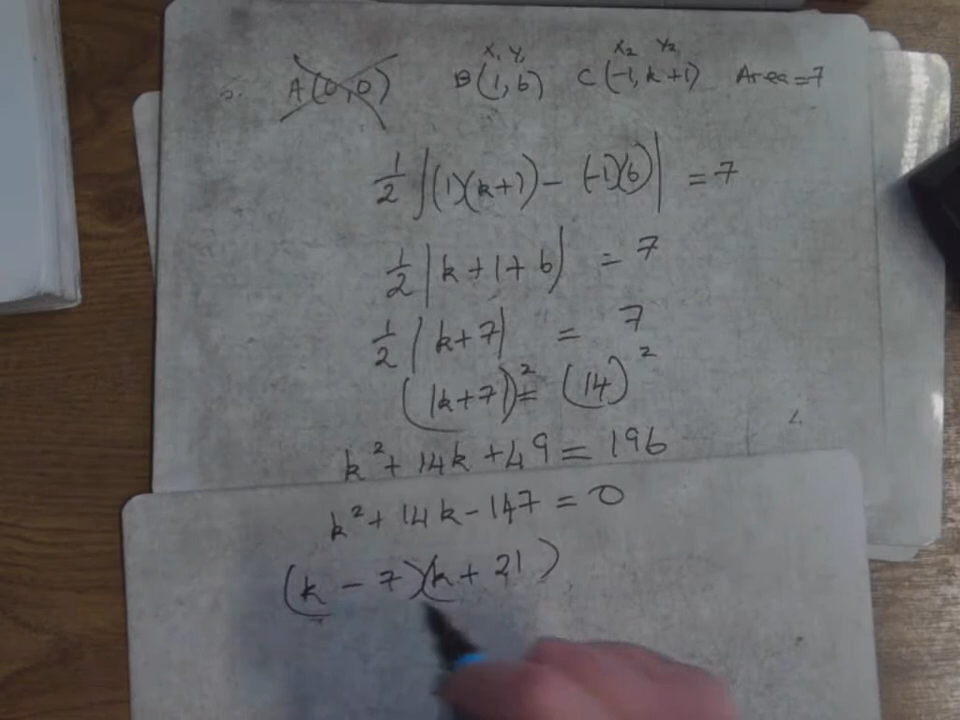 A(0,0) B(1,6) C(-1,k+1) Area=7
x₁ y₁ x₂ y₂
1/2 |(1)(k+1) - (-1)(6)| = 7
1/2 |k+1+6| = 7
1/2 |k+7| = 7
(|k+7|)² = (14)²
k² + 14k + 49 = 196
k² + 14k - 147 = 0
(k - 7)(k + 21)